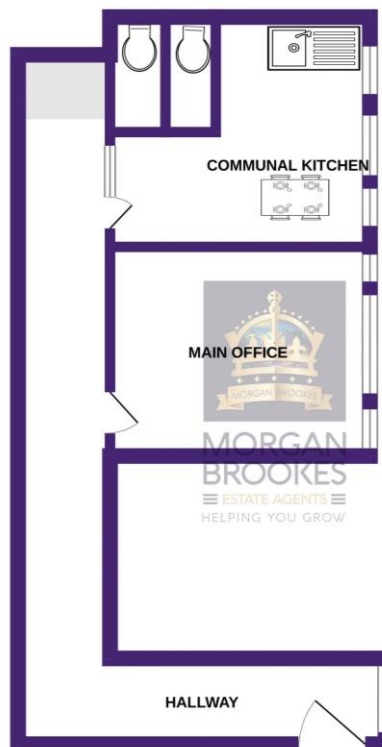 COMMUNAL KITCHEN
MAIN OFFICE
MORGAN BROOKES
MORGAN
BROOKES
ESTATE AGENTS
HELPING YOU GROW
HALLWAY